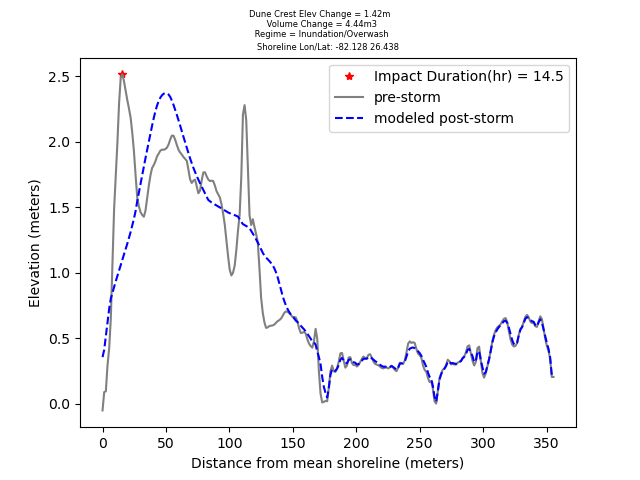 Dune Crest Elev Change = 1.42m
Volume Change = 4.44m3
Regime = Inundation/Overwash
Shoreline Lon/Lat: -82.128 26.438
Impact Duration(hr) = 14.5
pre-storm
modeled post-storm
Elevation (meters)
2.5
2.0
1.5
1.0
0.5
0.0
0 50 100 150 200 250 300 350
Distance from mean shoreline (meters)